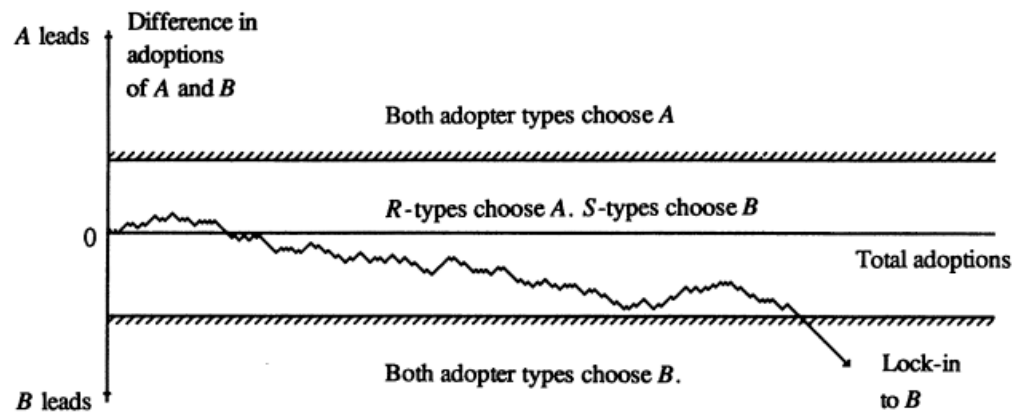 A leads
Difference in
adoptions
of A and B
Both adopter types choose A
R-types choose A. S-types choose B
0
Total adoptions
Both adopter types choose B.
Lock-in
to B
B leads